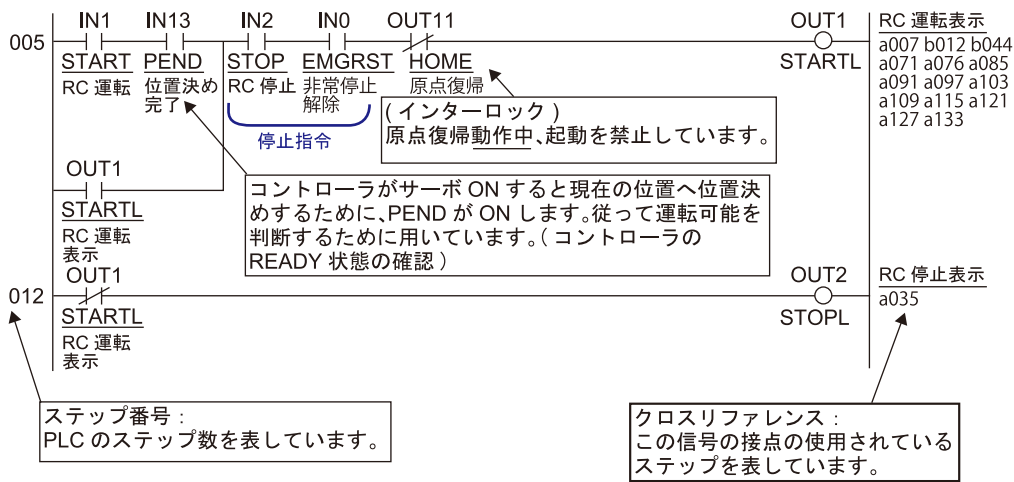 IN1 IN13 IN2 IN0 OUT11 OUT1 RC 運転表示
005
START PEND STOP EMGRST HOME STARTL
RC 運転 位置決め完了 RC 停止 非常停止解除 原点復帰
a007 b012 b044
a071 a076 a085
a091 a097 a103
a109 a115 a121
a127 a133
停止指令
(インターロック)
原点復帰動作中、起動を禁止しています。
OUT1
STARTL
RC 運転
表示
コントローラがサーボ ON すると現在の位置へ位置決
めするために、PEND が ON します。従って運転可能を
判断するために用いています。(コントローラの
READY 状態の確認)
OUT1 OUT2 RC 停止表示
012 a035
STARTL STOPL
RC 運転
表示
ステップ番号:
PLC のステップ数を表しています。
クロスリファレンス:
この信号の接点の使用されている
ステップを表しています。